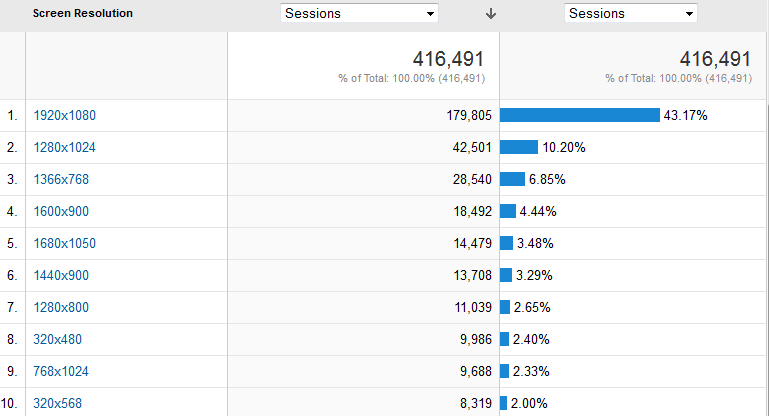 Screen Resolution Sessions Sessions
416,491 416,491
% of Total: 100.00% (416,491) % of Total: 100.00% (416,491)
1. 1920x1080 179,805 43.17%
2. 1280x1024 42,501 10.20%
3. 1366x768 28,540 6.85%
4. 1600x900 18,492 4.44%
5. 1680x1050 14,479 3.48%
6. 1440x900 13,708 3.29%
7. 1280x800 11,039 2.65%
8. 320x480 9,986 2.40%
9. 768x1024 9,688 2.33%
10. 320x568 8,319 2.00%